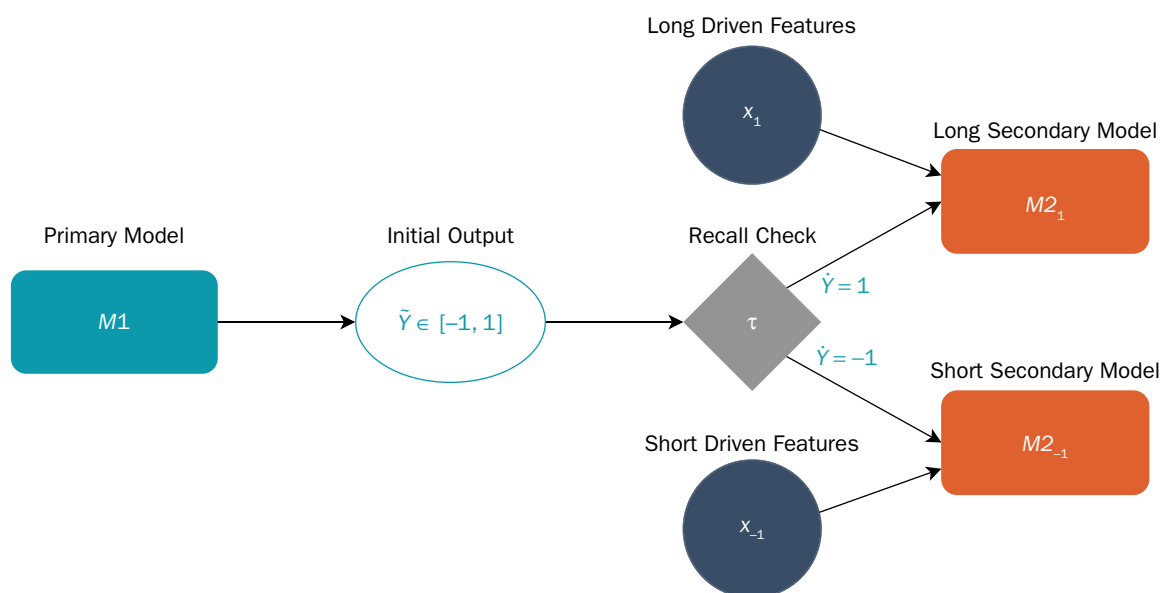 Long Driven Features
x₁
Long Secondary Model
M2₁
Primary Model
Initial Output
Recall Check
M1
Ỹ ∈ [–1, 1]
τ
Ẏ = 1
Ẏ = –1
Short Secondary Model
M2₋₁
Short Driven Features
x₋₁